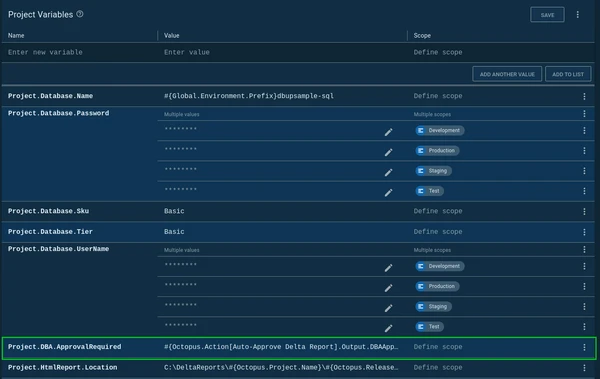 Project Variables
SAVE
Name Value Scope
Enter new variable Enter value Define scope
ADD ANOTHER VALUE ADD TO LIST
Project.Database.Name #{Global.Environment.Prefix}dbupsample-sql Define scope
Project.Database.Password Multiple values Multiple scopes
******** Development
******** Production
******** Staging
******** Test
Project.Database.Sku Basic Define scope
Project.Database.Tier Basic Define scope
Project.Database.UserName Multiple values Multiple scopes
******** Development
******** Production
******** Staging
******** Test
Project.DBA.ApprovalRequired #{Octopus.Action[Auto-Approve Delta Report].Output.DBAApp… Define scope
Project.HtmlReport.Location C:\DeltaReports\#{Octopus.Project.Name}\#{Octopus.Release… Define scope